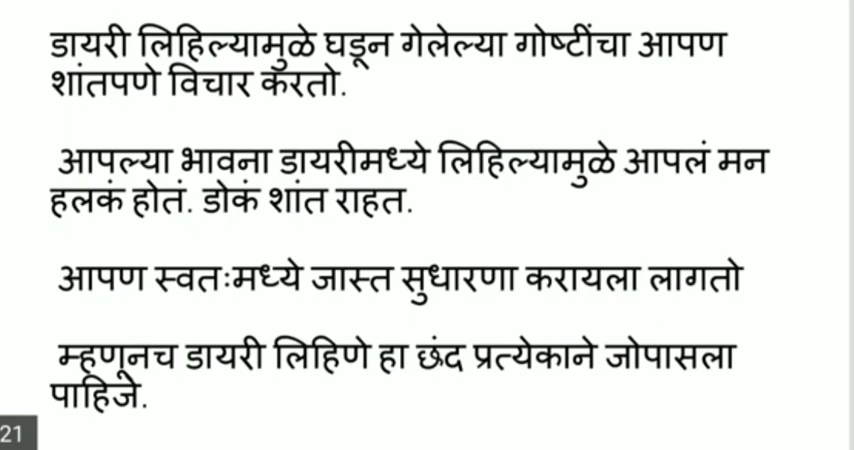 डायरी लिहिल्यामुळे घडून गेलेल्या गोष्टींचा आपण
शांतपणे विचार करतो.
आपल्या भावना डायरीमध्ये लिहिल्यामुळे आपलं मन
हलकं होतं. डोकं शांत राहत.
आपण स्वतःमध्ये जास्त सुधारणा करायला लागतो
म्हणूनच डायरी लिहिणे हा छंद प्रत्येकाने जोपासला
पाहिजे.
21